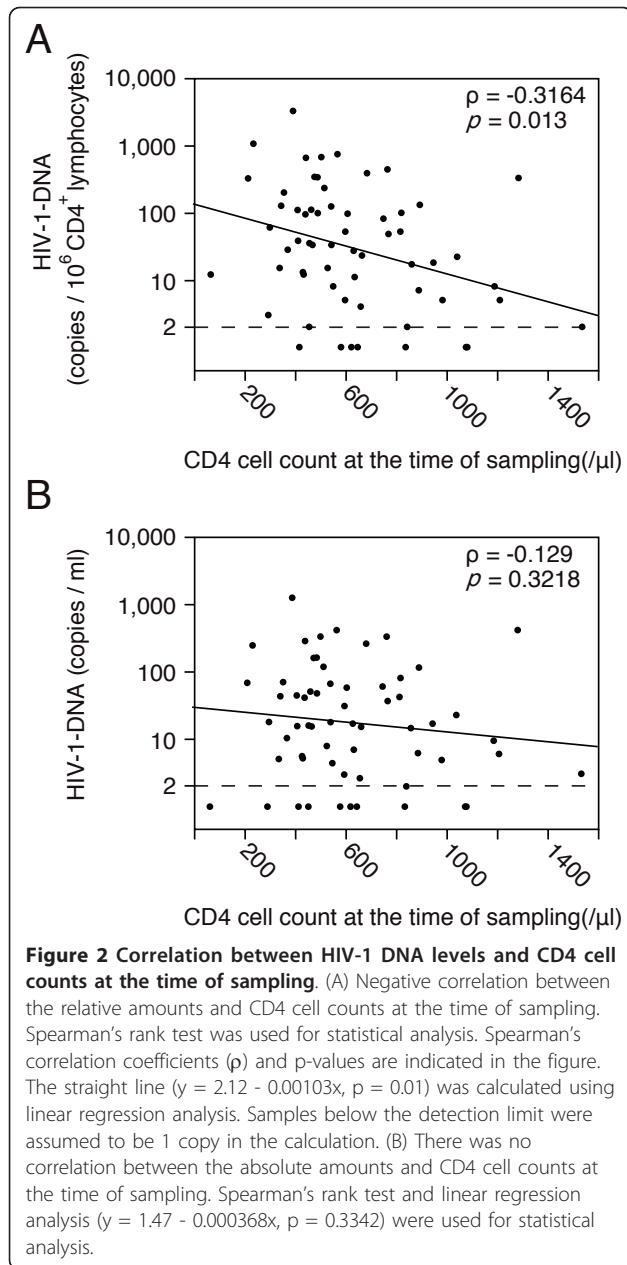 A
10,000
1,000
100
10
2
HIV-1-DNA
(copies / 10⁶ CD4⁺ lymphocytes)
ρ = -0.3164
p = 0.013
200
600
1000
1400
CD4 cell count at the time of sampling(/µl)
B
10,000
1,000
100
10
2
HIV-1-DNA (copies / ml)
ρ = -0.129
p = 0.3218
200
600
1000
1400
CD4 cell count at the time of sampling(/µl)
Figure 2 Correlation between HIV-1 DNA levels and CD4 cell
counts at the time of sampling. (A) Negative correlation between
the relative amounts and CD4 cell counts at the time of sampling.
Spearman's rank test was used for statistical analysis. Spearman's
correlation coefficients (ρ) and p-values are indicated in the figure.
The straight line (y = 2.12 - 0.00103x, p = 0.01) was calculated using
linear regression analysis. Samples below the detection limit were
assumed to be 1 copy in the calculation. (B) There was no
correlation between the absolute amounts and CD4 cell counts at
the time of sampling. Spearman's rank test and linear regression
analysis (y = 1.47 - 0.000368x, p = 0.3342) were used for statistical
analysis.